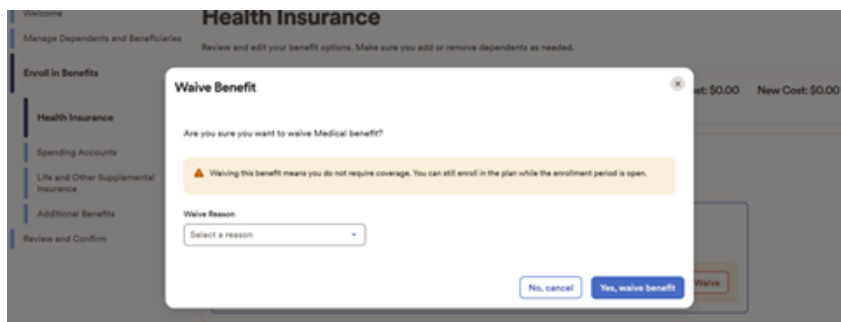 Welcome
Health Insurance
Manage Dependents and Beneficiaries
Review and edit your benefit options. Make sure you add or remove dependents as needed.
Enroll in Benefits
Waive Benefit
st: $0.00 New Cost: $0.00
Health Insurance
Are you sure you want to waive Medical benefit?
Spending Accounts
Waiving this benefit means you do not require coverage. You can still enroll in the plan while the enrollment period is open.
Life and Other Supplemental
Insurance
Additional Benefits
Waive Reason
Select a reason
Review and Confirm
No, cancel Yes, waive benefit Waive